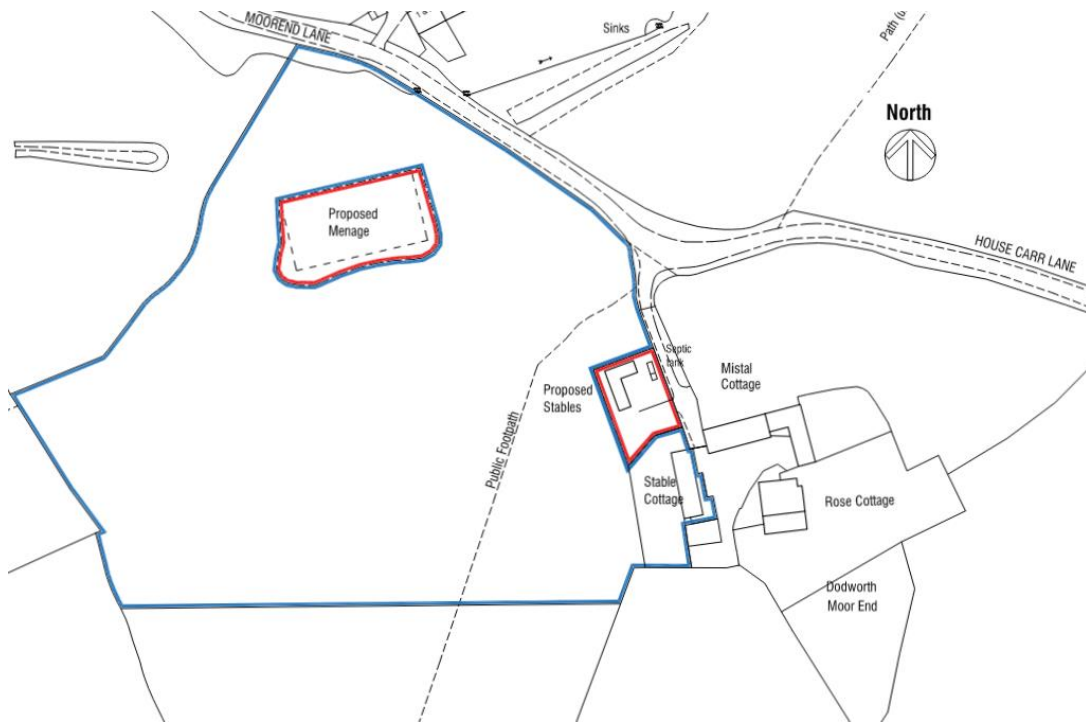 MOOREND LANE
Sinks
North
Proposed
Menage
HOUSE CARR LANE
Septic
tank
Mistal
Cottage
Proposed
Stables
Public Footpath
Stable
Cottage
Rose Cottage
Dodworth
Moor End